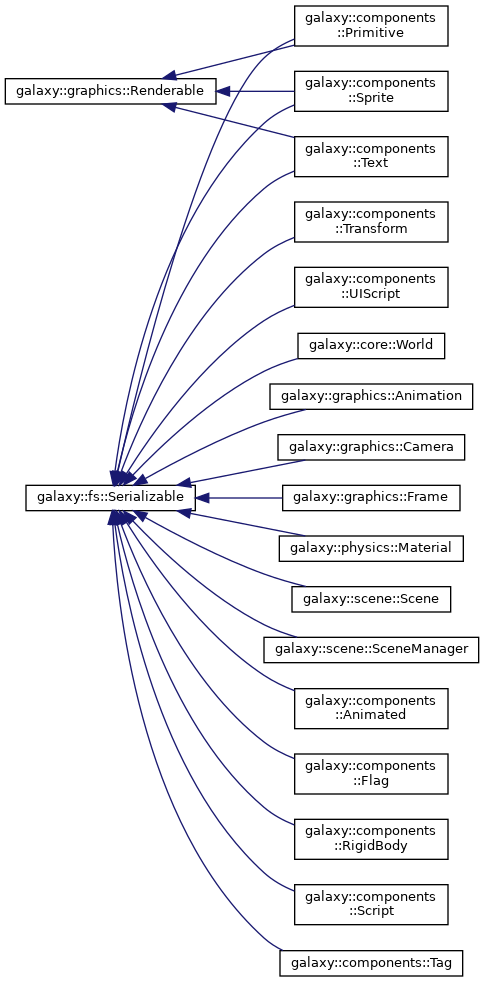 galaxy::components
::Primitive
galaxy::graphics::Renderable
galaxy::components
::Sprite
galaxy::components
::Text
galaxy::components
::Transform
galaxy::components
::UIScript
galaxy::core::World
galaxy::graphics::Animation
galaxy::graphics::Camera
galaxy::fs::Serializable
galaxy::graphics::Frame
galaxy::physics::Material
galaxy::scene::Scene
galaxy::scene::SceneManager
galaxy::components
::Animated
galaxy::components
::Flag
galaxy::components
::RigidBody
galaxy::components
::Script
galaxy::components::Tag